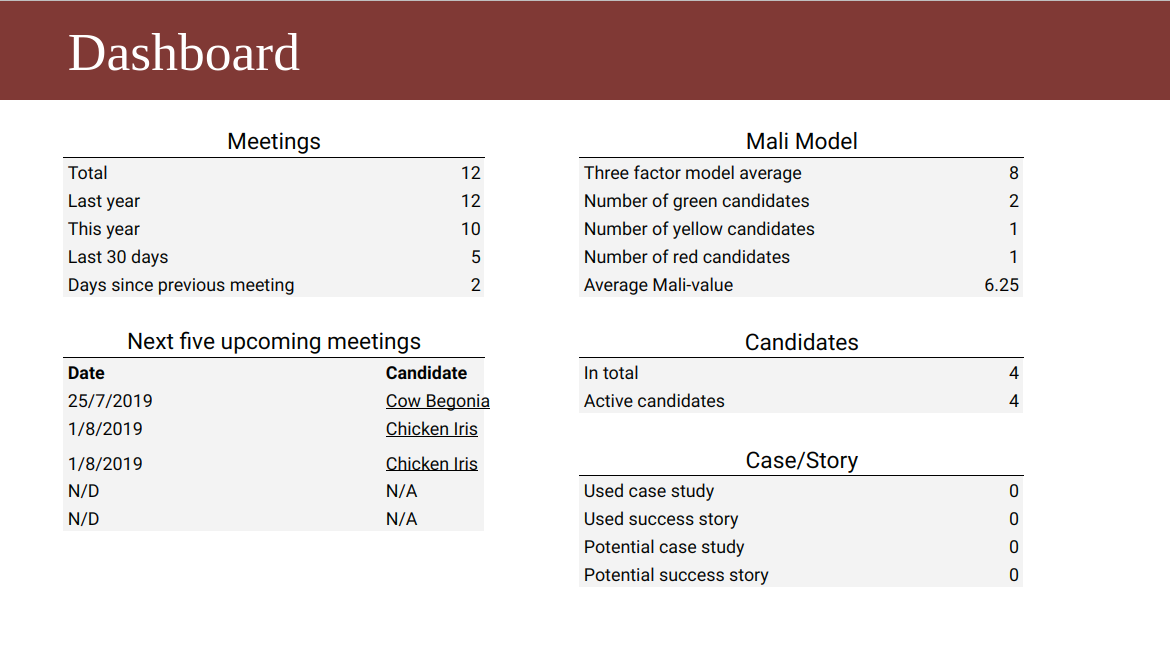 Dashboard
Meetings
Total 12
Last year 12
This year 10
Last 30 days 5
Days since previous meeting 2
Next five upcoming meetings
Date Candidate
25/7/2019 Cow Begonia
1/8/2019 Chicken Iris
1/8/2019 Chicken Iris
N/D N/A
N/D N/A
Mali Model
Three factor model average 8
Number of green candidates 2
Number of yellow candidates 1
Number of red candidates 1
Average Mali-value 6.25
Candidates
In total 4
Active candidates 4
Case/Story
Used case study 0
Used success story 0
Potential case study 0
Potential success story 0